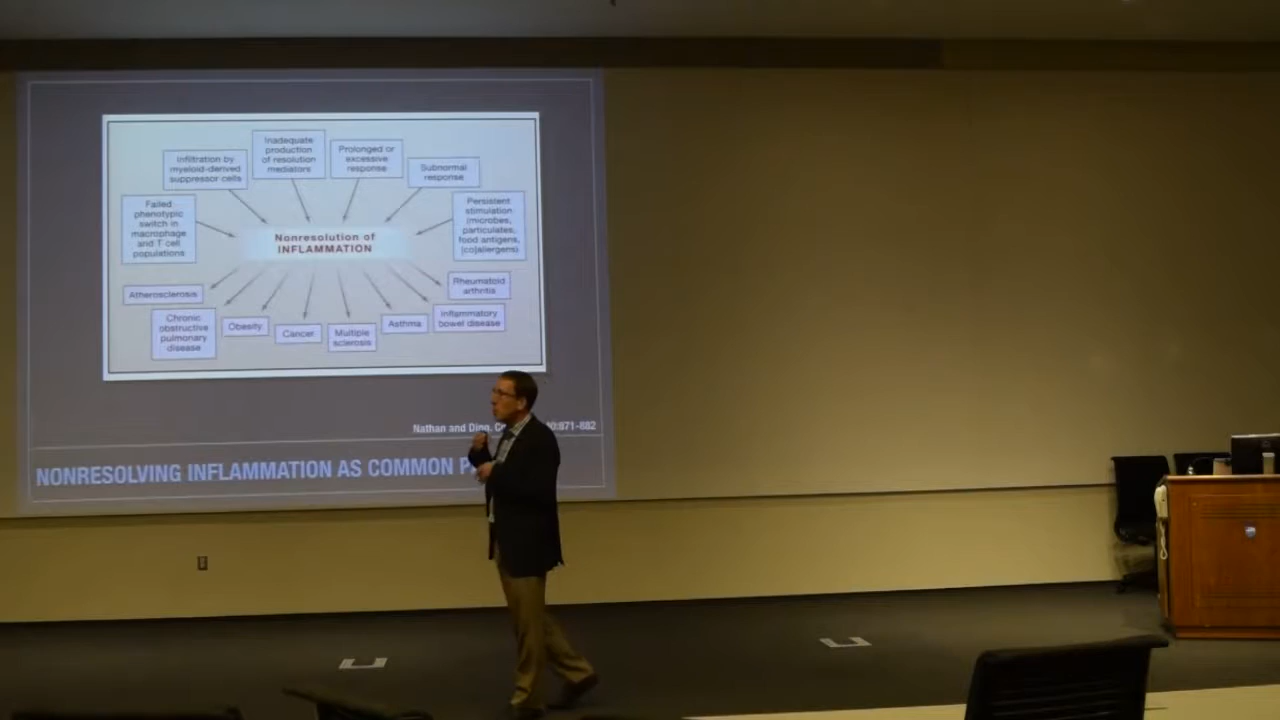 Inadequate
production
of resolution
mediators
Prolonged or
excessive
response
Infiltration by
myeloid-derived
suppressor cells
Subnormal
response
Failed
phenotypic
switch in
macrophage
and T cell
populations
Persistent
stimulation
(microbes,
particulates,
food antigens,
(co)allergens)
Nonresolution of
INFLAMMATION
Atherosclerosis
Rheumatoid
arthritis
Chronic
obstructive
pulmonary
disease
Obesity
Cancer
Multiple
sclerosis
Asthma
Inflammatory
bowel disease
Nathan and Ding. :871-882
NONRESOLVING INFLAMMATION AS COMMON